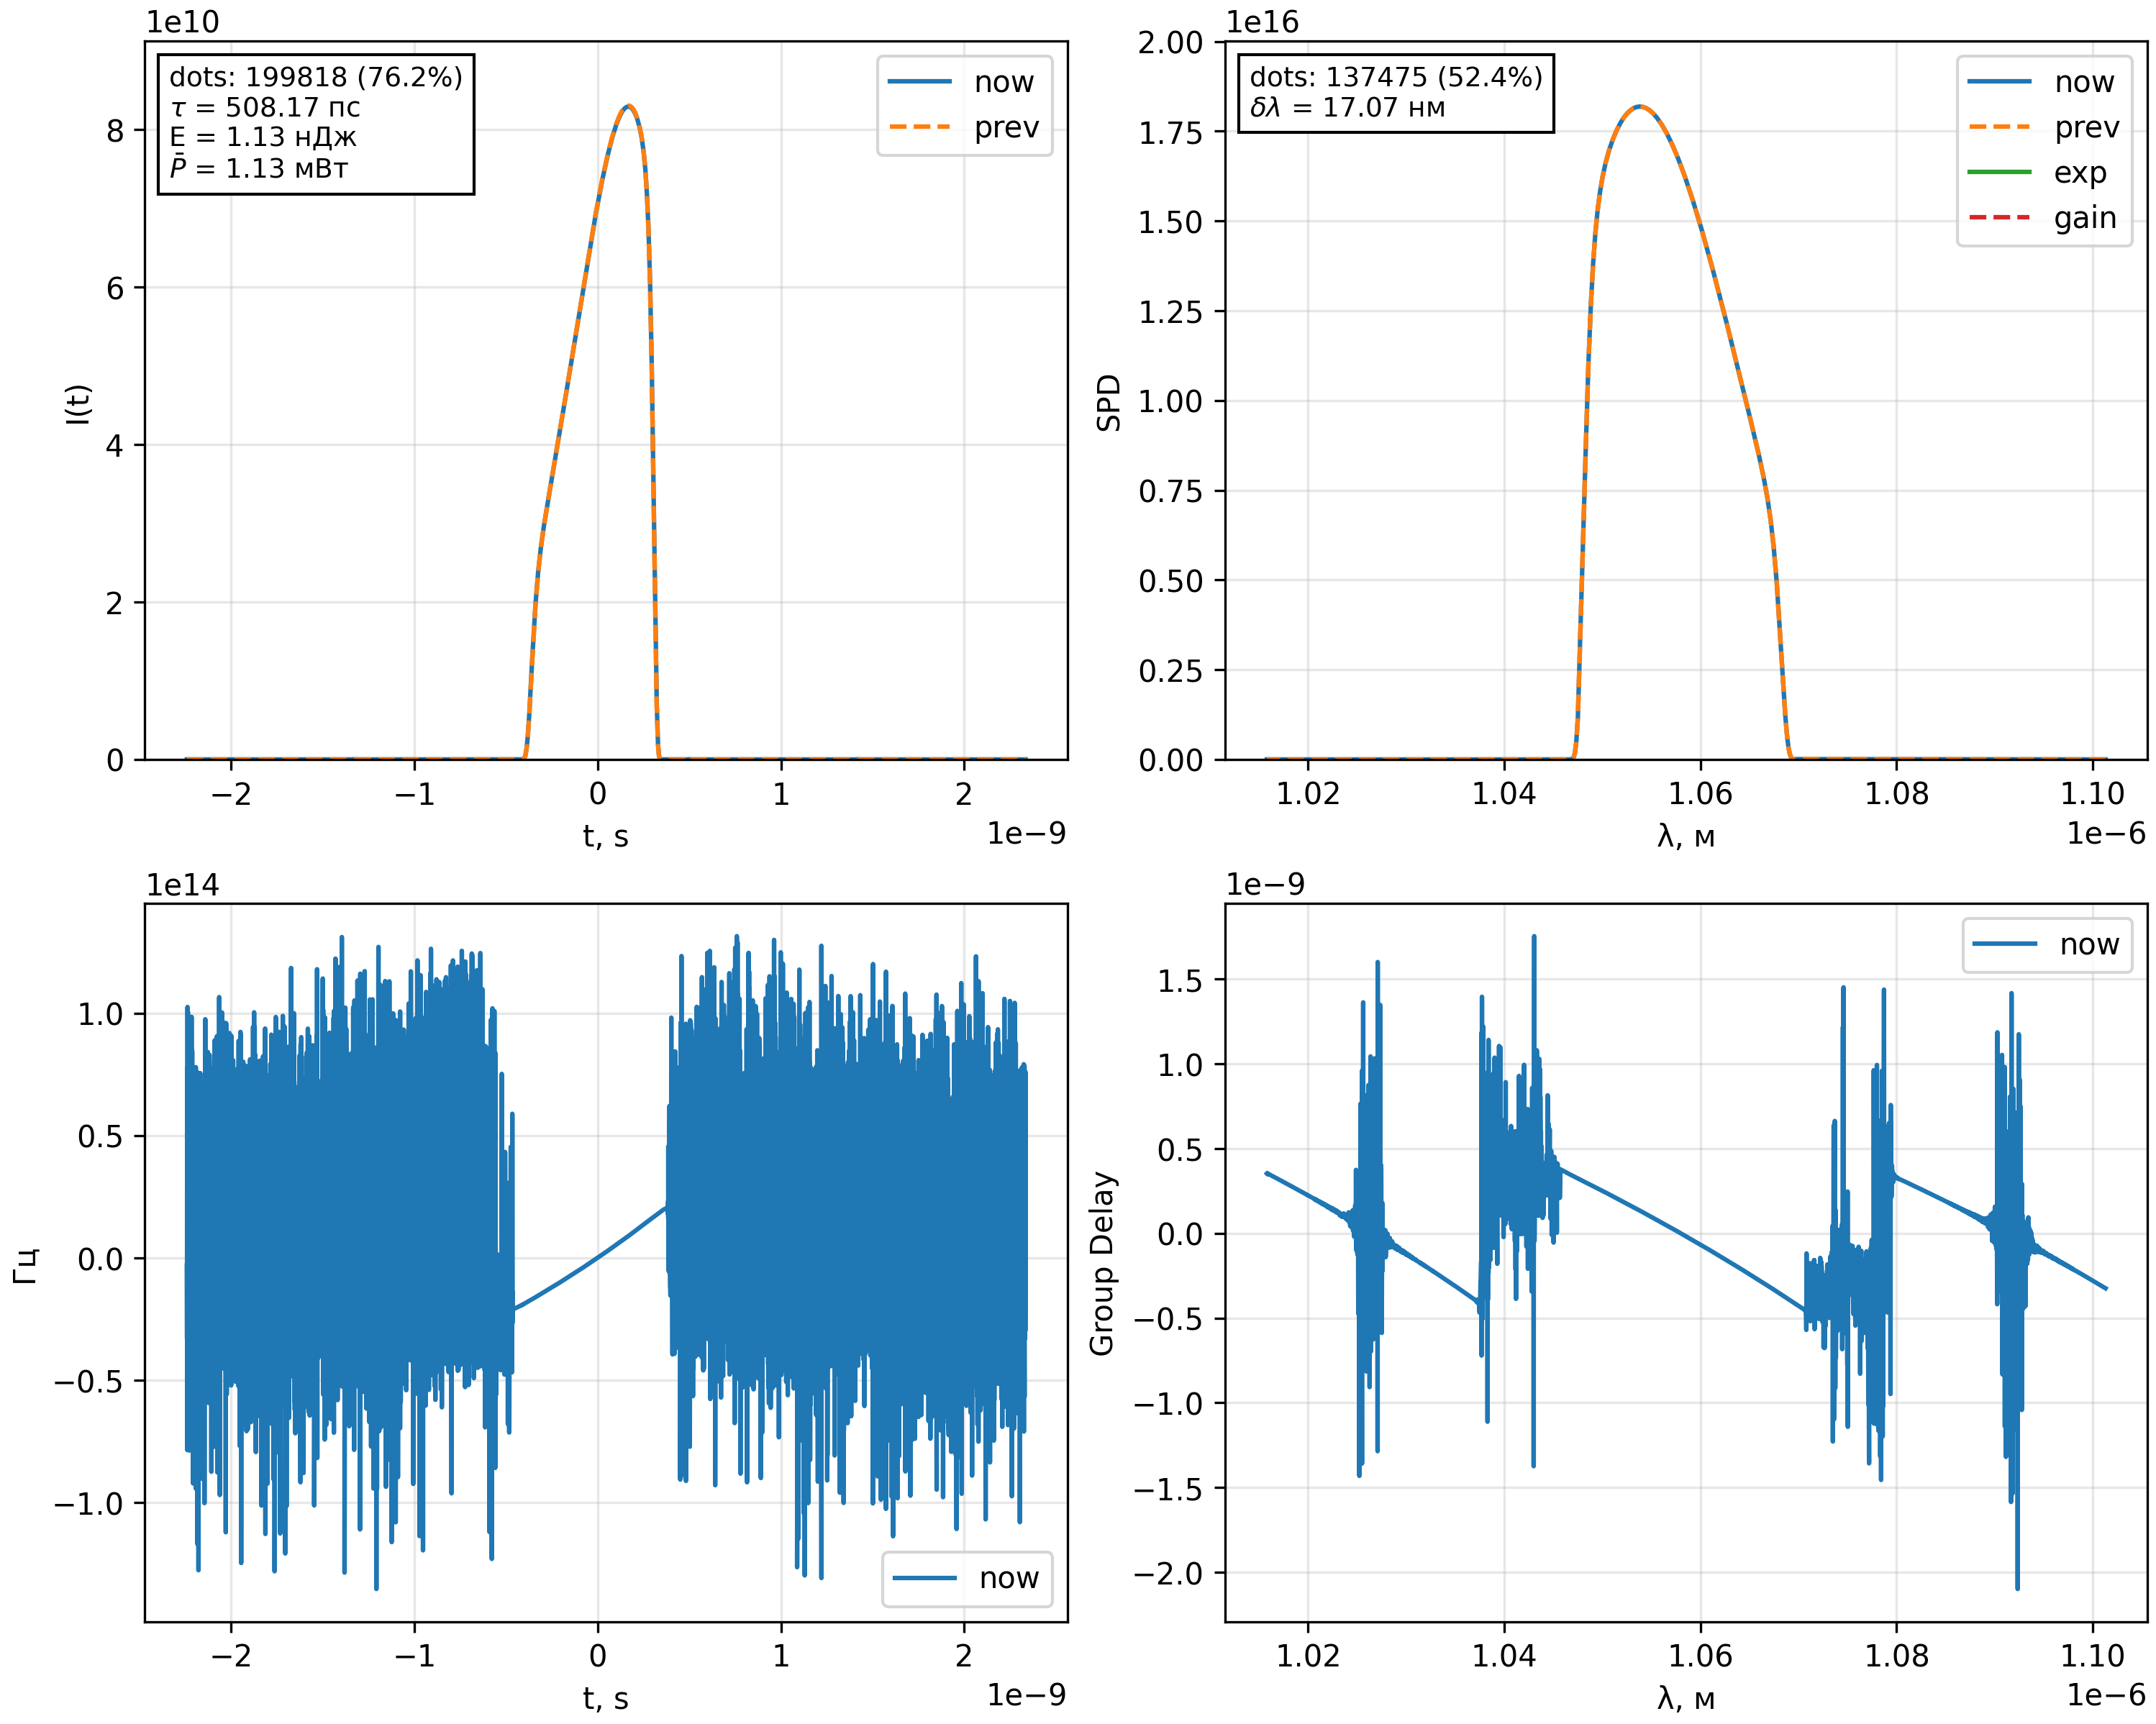 1e10
dots: 199818 (76.2%)
τ = 508.17 пс
E = 1.13 нДж
P̄ = 1.13 мВт
now
prev
I(t)
8
6
4
2
0
−2
−1
0
1
2
t, s
1e−9
1e16
dots: 137475 (52.4%)
δλ = 17.07 нм
now
prev
exp
gain
SPD
2.00
1.75
1.50
1.25
1.00
0.75
0.50
0.25
0.00
1.02
1.04
1.06
1.08
1.10
λ, м
1e−6
1e14
Гц
1.0
0.5
0.0
−0.5
−1.0
now
−2
−1
0
1
2
t, s
1e−9
1e−9
now
Group Delay
1.5
1.0
0.5
0.0
−0.5
−1.0
−1.5
−2.0
1.02
1.04
1.06
1.08
1.10
λ, м
1e−6